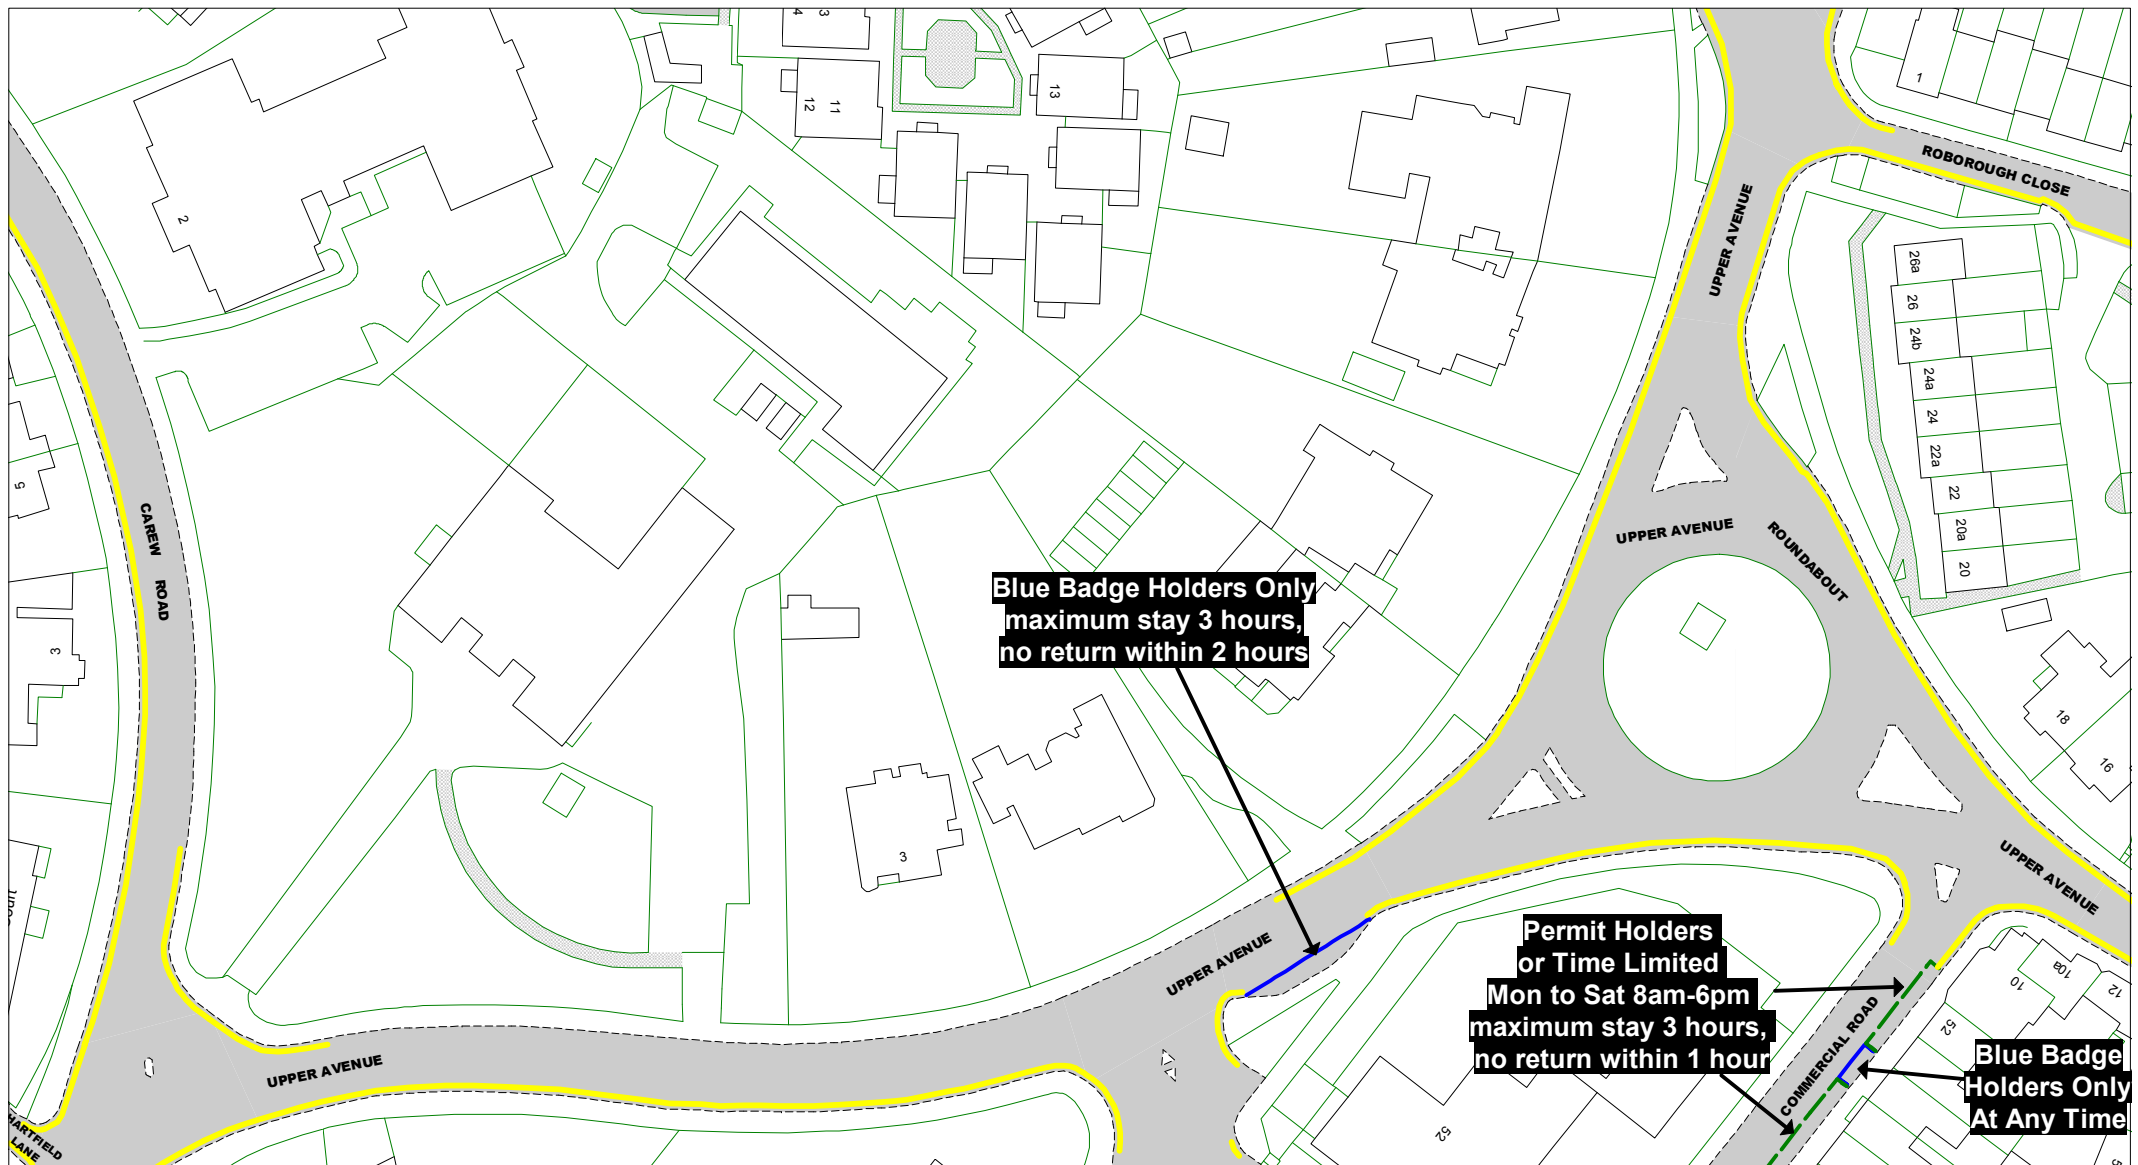 4
3
12
11
13
1
2
ROBOROUGH CLOSE
UPPER AVENUE
26a
26
24b
24a
24
22a
22
20a
20
5
CAREW ROAD
3
UPPER AVENUE
ROUNDABOUT
Blue Badge Holders Only
maximum stay 3 hours,
no return within 2 hours
18
16
3
UPPER AVENUE
UPPER AVENUE
Permit Holders
or Time Limited
Mon to Sat 8am-6pm
maximum stay 3 hours,
no return within 1 hour
10a
10
12
52
COMMERCIAL ROAD
Blue Badge
Holders Only
At Any Time
UPPER AVENUE
52
HARTFIELD
LANE